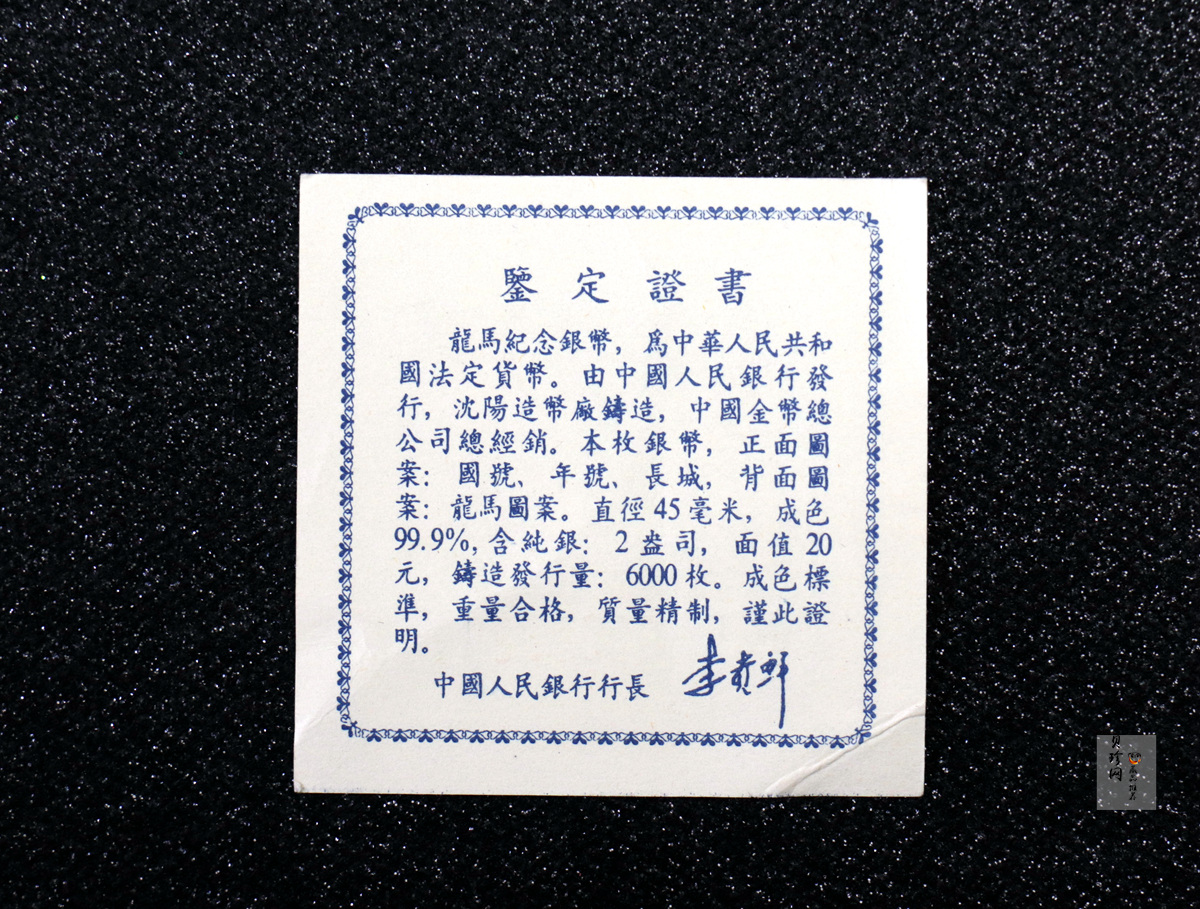 鑒定證書
龍馬紀念銀幣，爲中華人民共和
國法定貨幣。由中國人民銀行發
行，沈陽造幣廠鑄造，中國金幣總
公司總經銷。本枚銀幣，正面圖
案：國號、年號、長城，背面圖
案：龍馬圖案。直徑45毫米，成色
99.9%，含純銀：2盎司，面值20
元，鑄造發行量：6000枚。成色標
準，重量合格，質量精制，謹此證
明。
中國人民銀行行長 李貴鮮
貝珍網